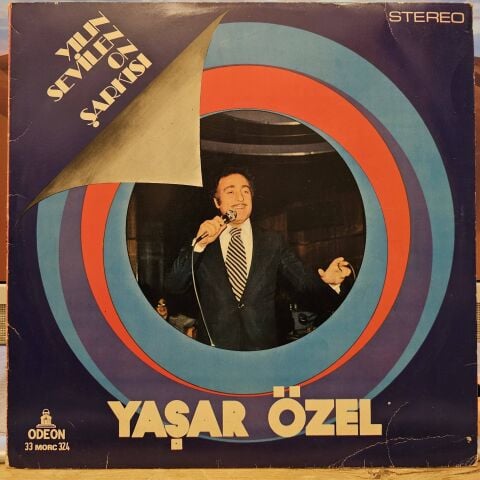 STEREO
YILIN
SEVİLEN
ON
ŞARKISI
YAŞAR ÖZEL
ODEON
33 MORC 324